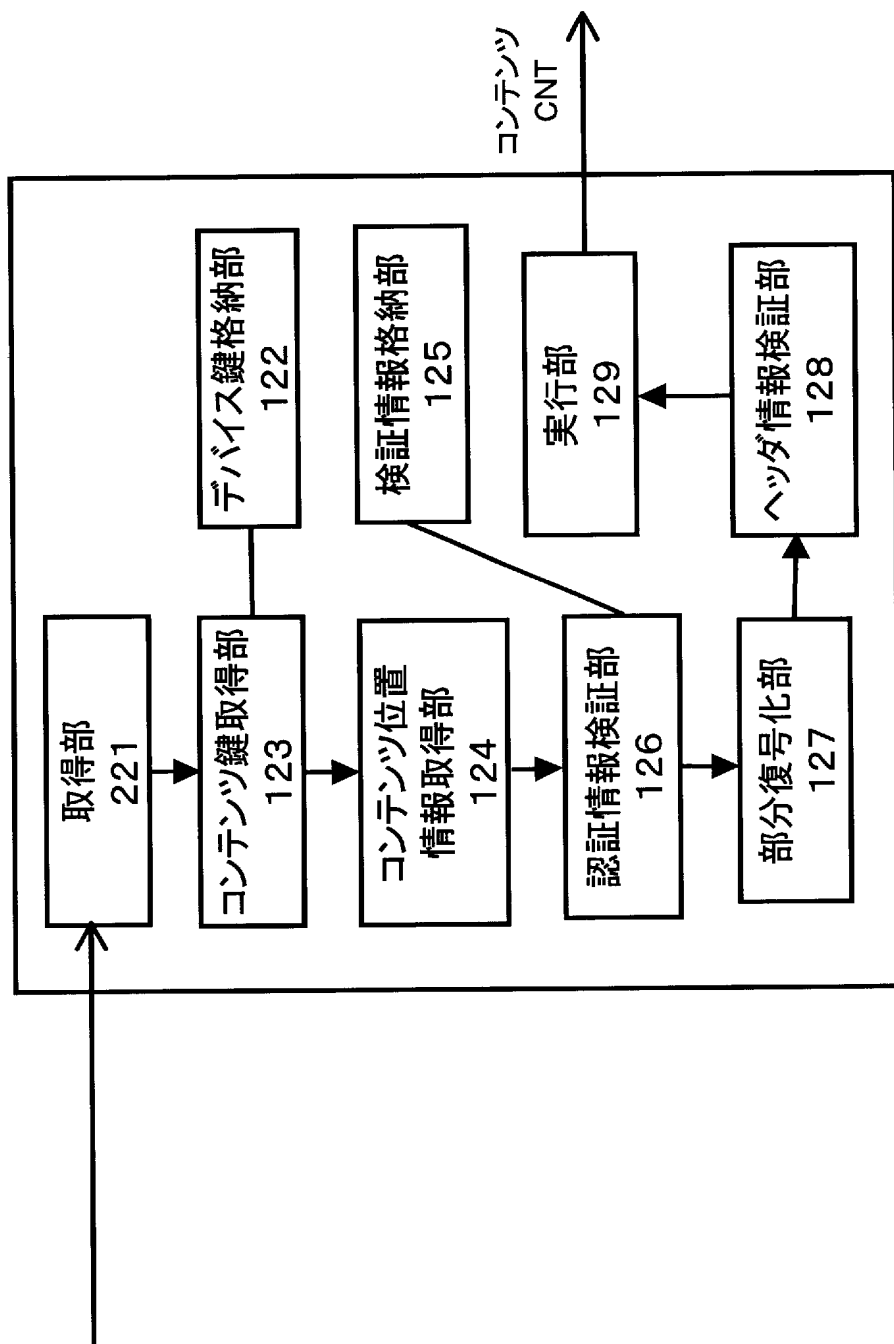 取得部
221
コンテンツ鍵取得部
123
デバイス鍵格納部
122
コンテンツ位置
情報取得部
124
検証情報格納部
125
認証情報検証部
126
部分復号化部
127
ヘッダ情報検証部
128
実行部
129
コンテンツ
CNT